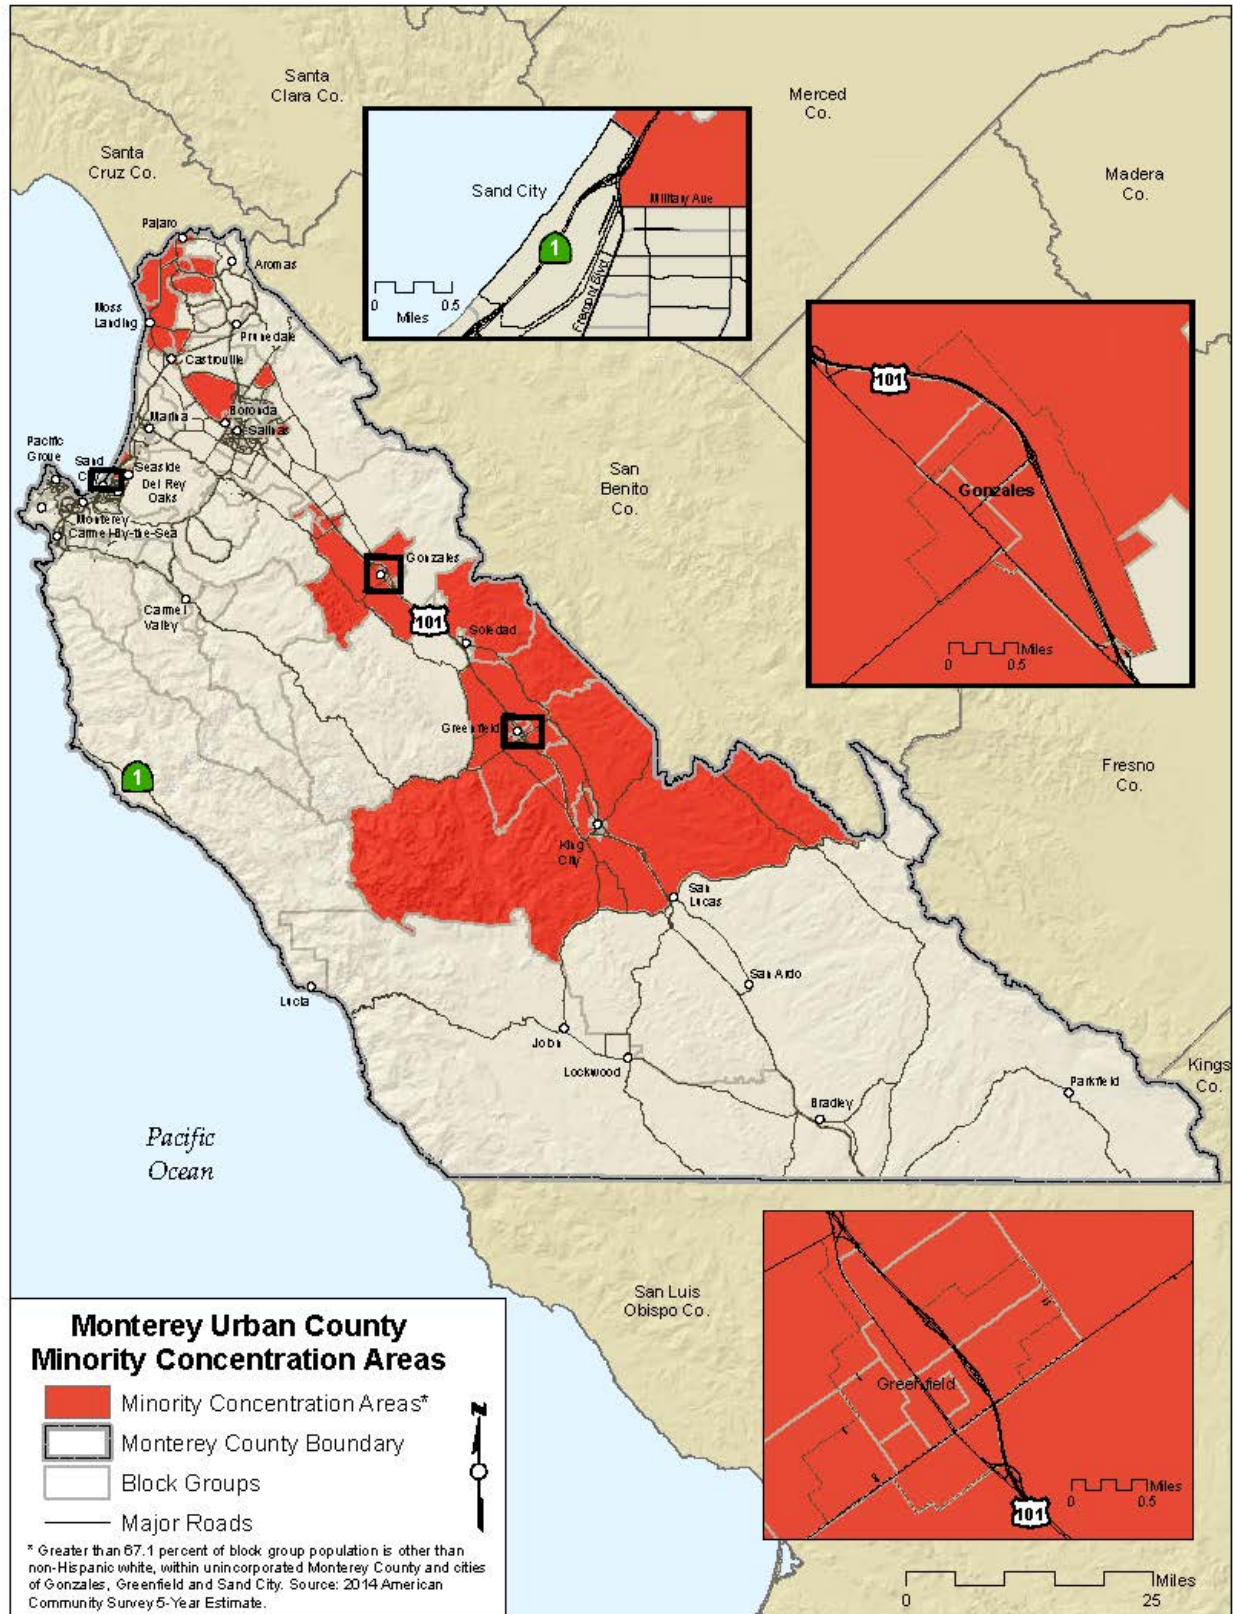 Santa
Clara Co.
Merced
Co.
Santa
Cruz Co.
Madera
Co.
Sand City
Military Ave
1
Fremont Blvd
0 0.5
Miles
Pajaro
Aromas
Moss
Landing
Prunedale
Castroville
Marina
Boronda
Salinas
Pacific
Grove
Sand
City
Seaside
Del Rey
Oaks
Monterey
Carmel-By-the-Sea
San
Benito
Co.
101
Gonzales
Miles
0 0.5
Gonzales
Carmel
Valley
101
Soledad
Greenfield
1
Fresno
Co.
King
City
San
Lucas
San Ardo
Lucia
Jolon
Lockwood
Bradley
Parkfield
Kings
Co.
Pacific
Ocean
San Luis
Obispo Co.
Greenfield
101
Miles
0 0.5
Monterey Urban County
Minority Concentration Areas
Minority Concentration Areas*
Monterey County Boundary
Block Groups
Major Roads
N
* Greater than 67.1 percent of block group population is other than
non-Hispanic white, within unincorporated Monterey County and cities
of Gonzales, Greenfield and Sand City. Source: 2014 American
Community Survey 5-Year Estimate.
Miles
0 25